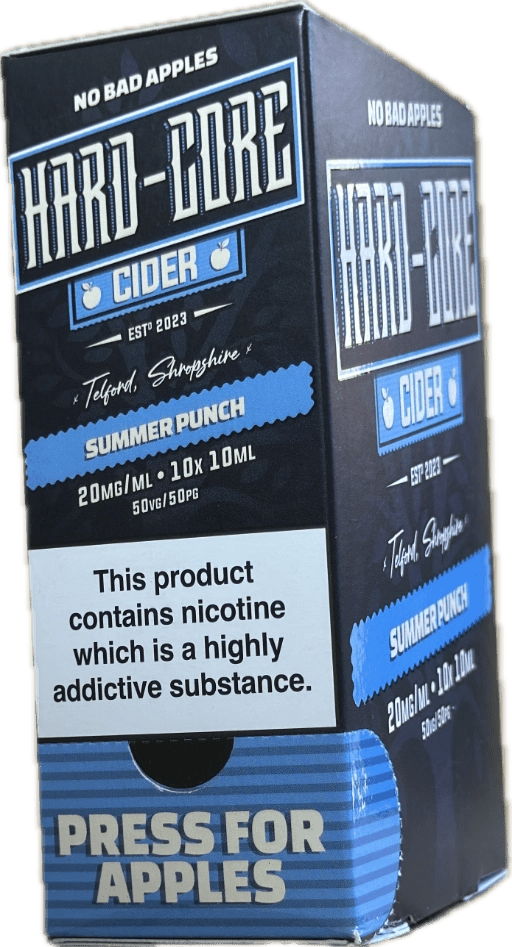 NO BAD APPLES
HARD-CORE
CIDER
ESTD 2023
x Telford, Shropshire x
SUMMER PUNCH
20MG/ML • 10X 10ML
50VG/50PG
This product
contains nicotine
which is a highly
addictive substance.
PRESS FOR
APPLES
NO BAD APPLES
HARD-CORE
CIDER
ESTD 2023
x Telford, Shropshire x
SUMMER PUNCH
20MG/ML • 10X 10ML
50VG/50PG